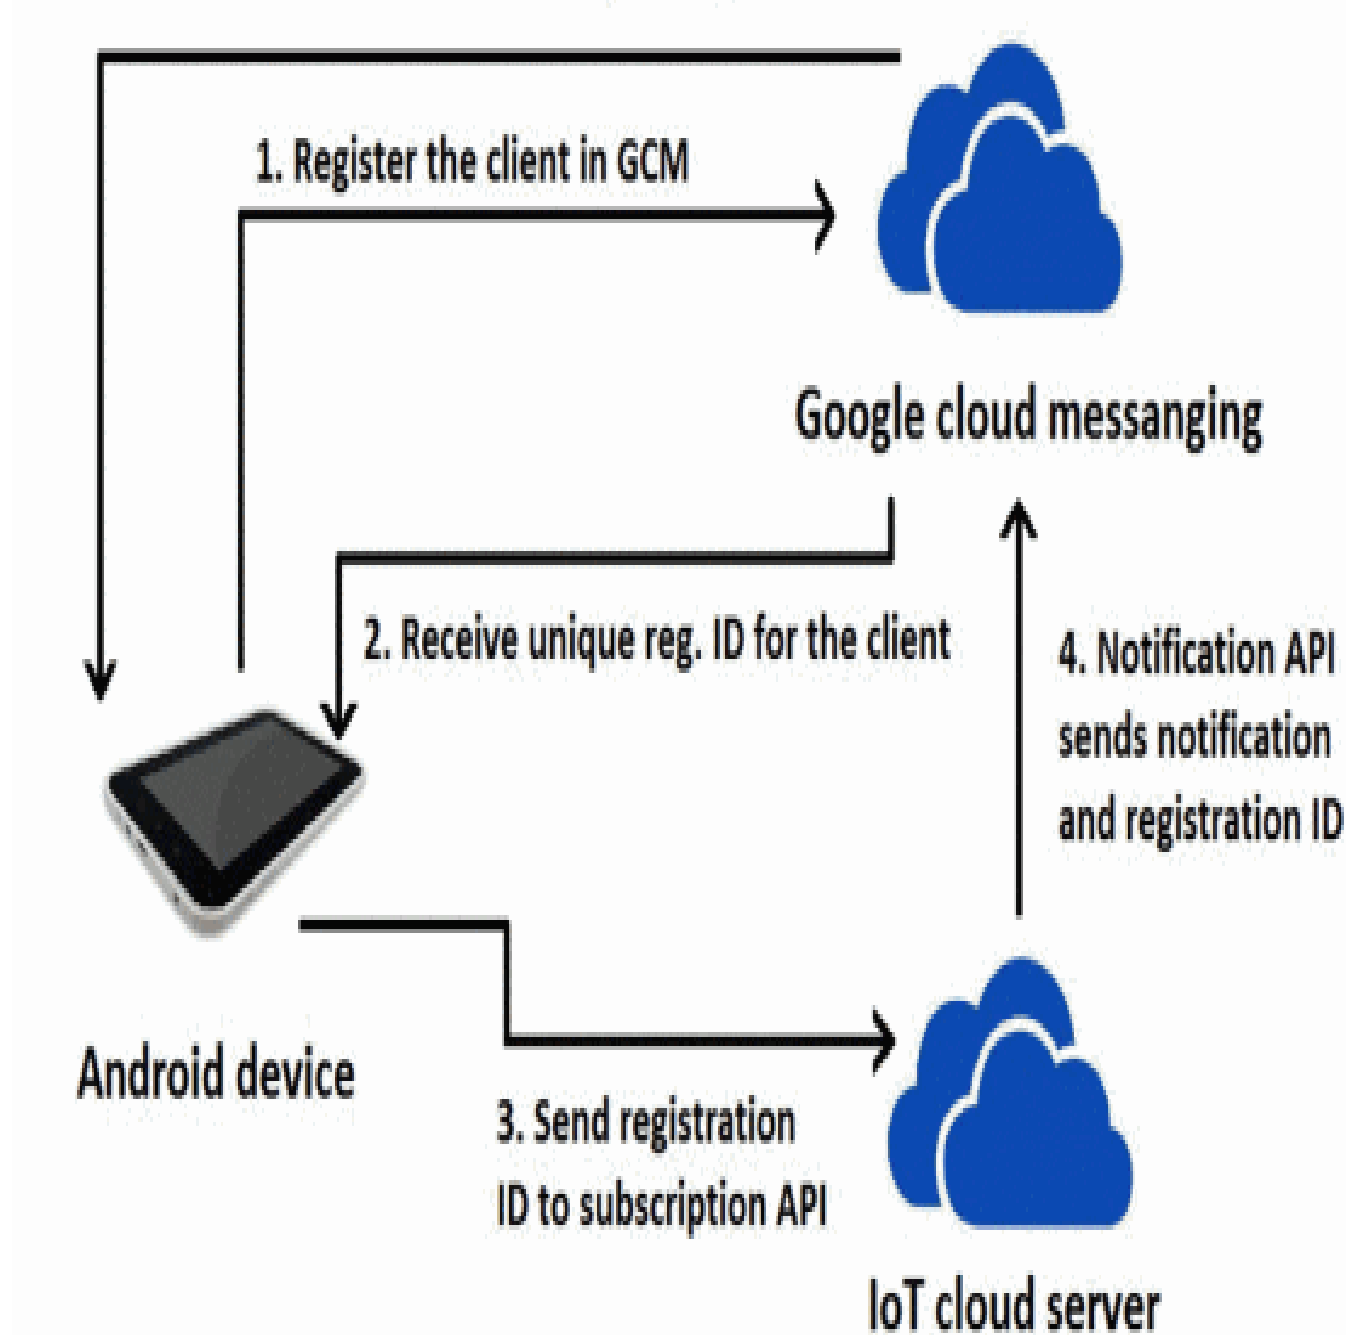 1. Register the client in GCM
Google cloud messanging
2. Receive unique reg. ID for the client
4. Notification API
sends notification
and registration ID
Android device
3. Send registration
ID to subscription API
IoT cloud server